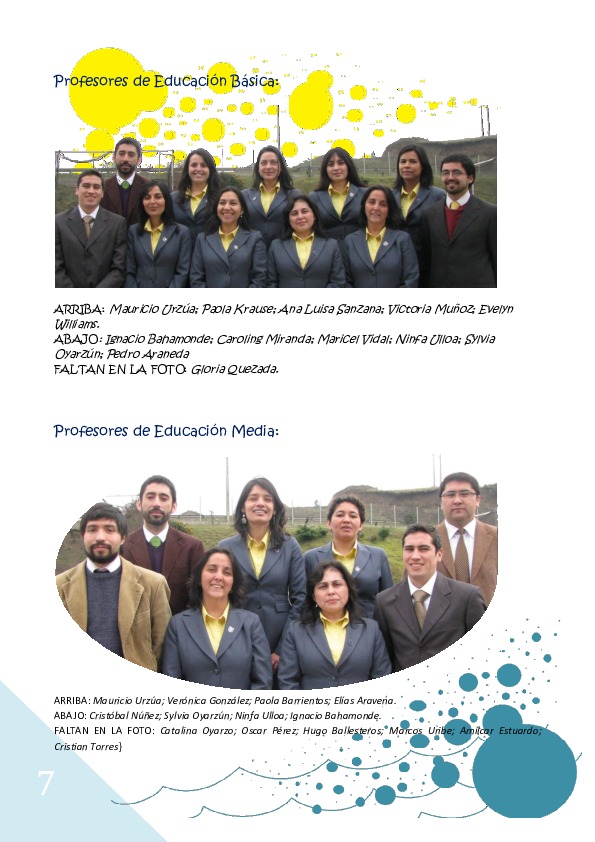 Profesores de Educación Básica:
ARRIBA: Mauricio Urzúa; Paola Krause; Ana Luisa Sanzana; Victoria Muñoz; Evelyn
Williams.
ABAJO: Ignacio Bahamonde; Caroling Miranda; Maricel Vidal; Ninfa Ulloa; Sylvia
Oyarzún; Pedro Araneda
FALTAN EN LA FOTO: Gloria Quezada.
Profesores de Educación Media:
ARRIBA: Mauricio Urzúa; Verónica González; Paola Barrientos; Elías Aravena.
ABAJO: Cristóbal Núñez; Sylvia Oyarzún; Ninfa Ulloa; Ignacio Bahamonde.
FALTAN EN LA FOTO: Catalina Oyarzo; Oscar Pérez; Hugo Ballesteros; Marcos Uribe; Amílcar Estuardo;
Cristian Torres}
7